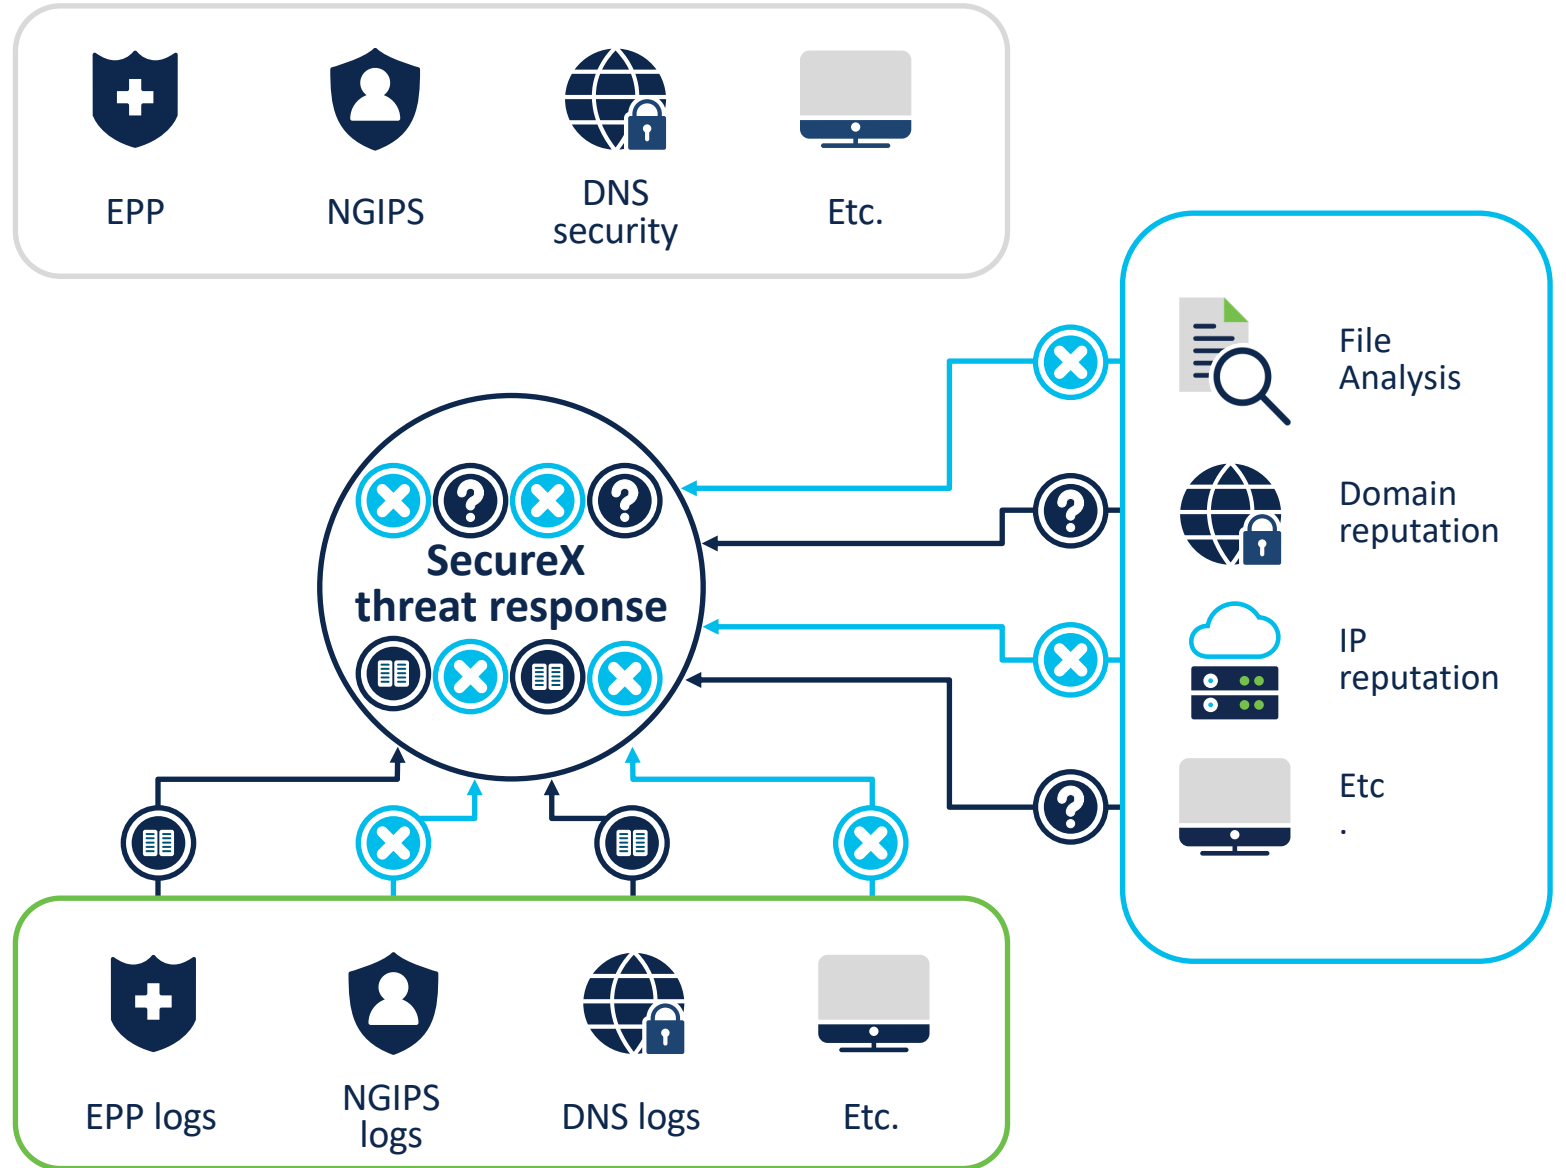 EPP
NGIPS
DNS
security
Etc.
File
Analysis
Domain
reputation
SecureX
threat response
IP
reputation
Etc
.
EPP logs
NGIPS
logs
DNS logs
Etc.